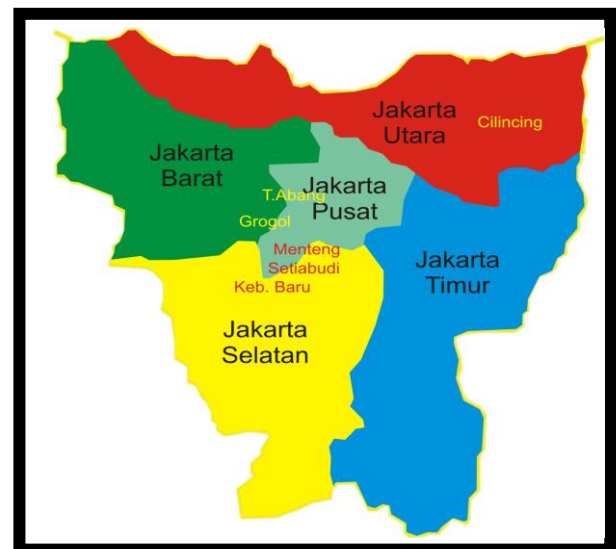 Jakarta
Utara
Cilincing
Jakarta
Barat
T.Abang
Jakarta
Pusat
Grogol
Menteng
Setiabudi
Keb. Baru
Jakarta
Timur
Jakarta
Selatan